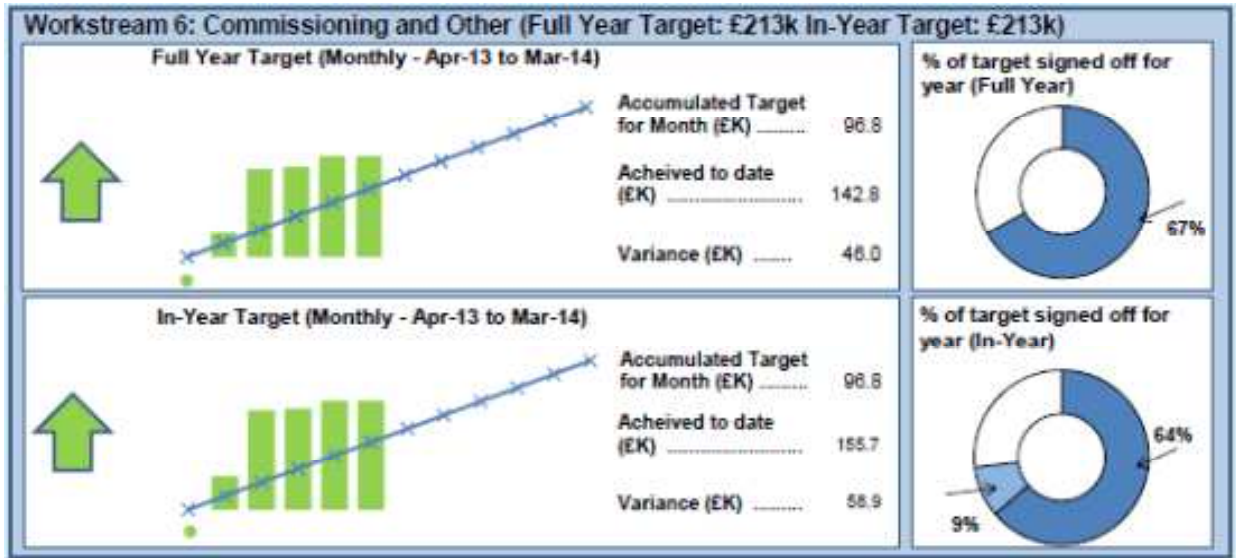 Workstream 6: Commissioning and Other (Full Year Target: £213k In-Year Target: £213k)
Full Year Target (Monthly - Apr-13 to Mar-14)
Accumulated Target
for Month (£K) .......... 96.8
Acheived to date
(£K) ............................ 142.8
Variance (£K) ........ 46.0
% of target signed off for
year (Full Year)
67%
In-Year Target (Monthly - Apr-13 to Mar-14)
Accumulated Target
for Month (£K) .......... 96.8
Acheived to date
(£K) ............................ 155.7
Variance (£K) .......... 58.9
% of target signed off for
year (In-Year)
64%
9%